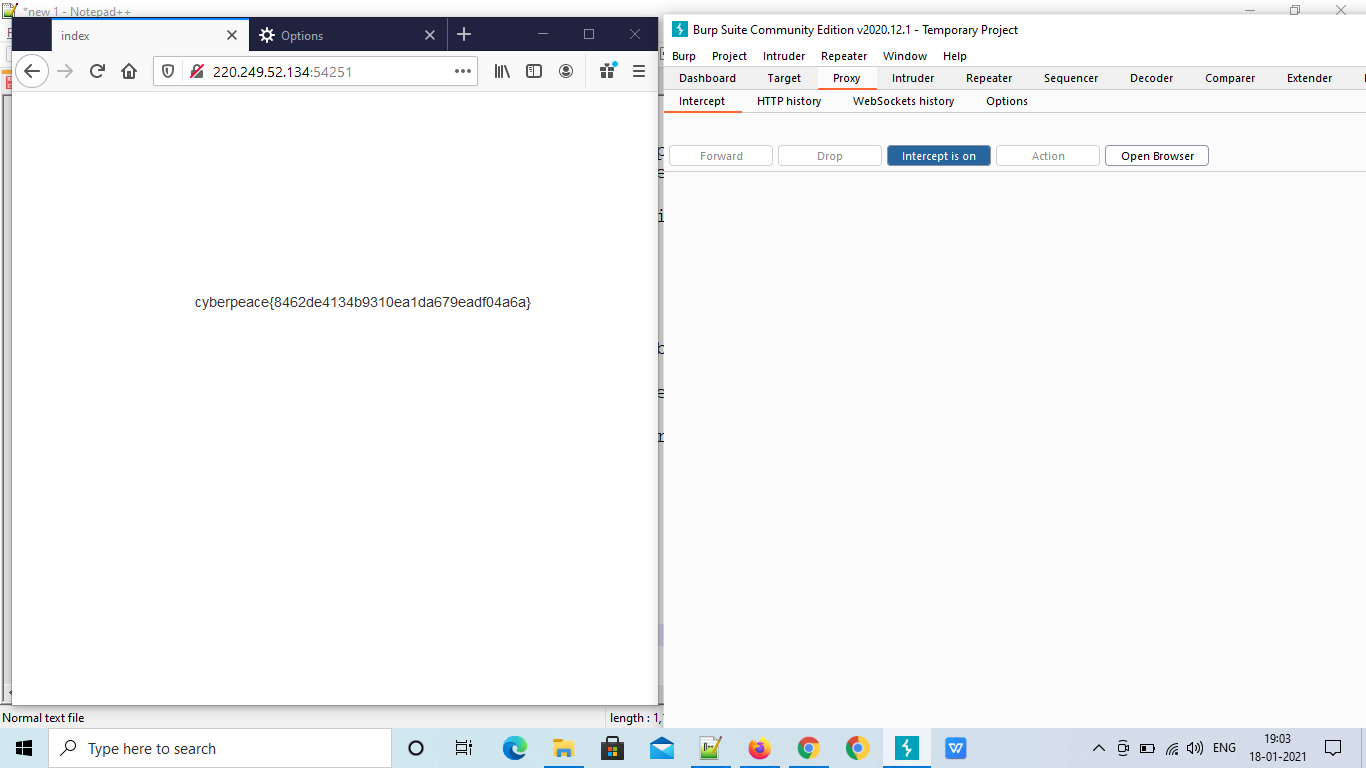 *new 1 - Notepad++
index
Options
220.249.52.134:54251
cyberpeace{8462de4134b9310ea1da679eadf04a6a}
Burp Suite Community Edition v2020.12.1 - Temporary Project
Burp Project Intruder Repeater Window Help
Dashboard Target Proxy Intruder Repeater Sequencer Decoder Comparer Extender
Intercept HTTP history WebSockets history Options
Forward Drop Intercept is on Action Open Browser
Normal text file length : 1,
Type here to search
ENG
19:03
18-01-2021